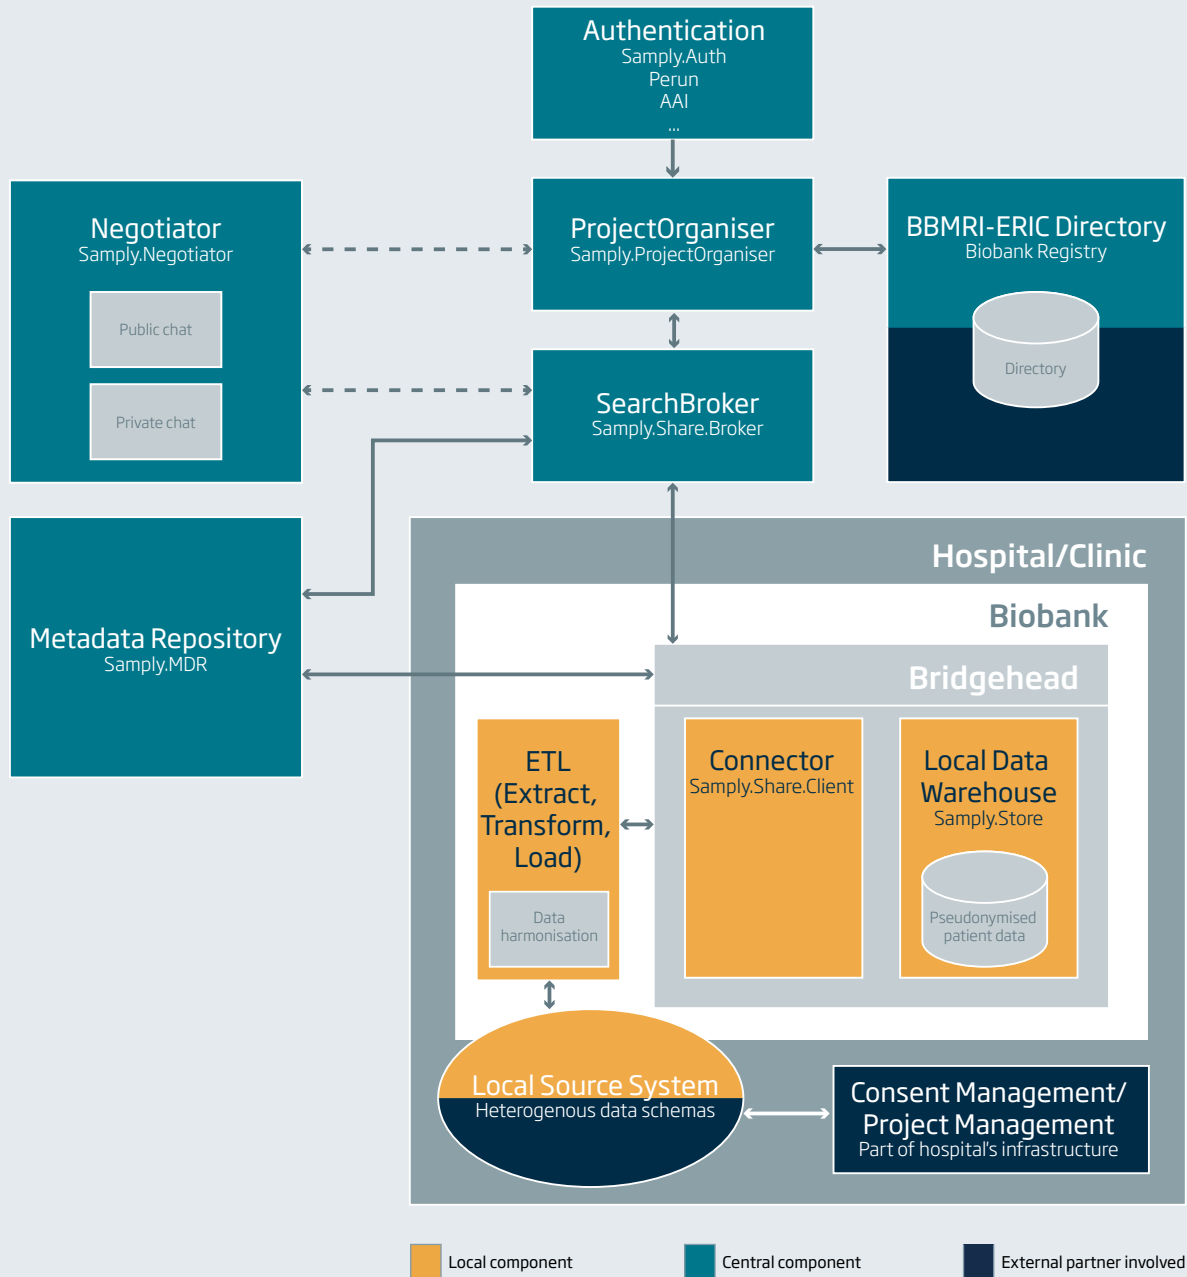 Authentication
Samply.Auth
Perun
AAI
...
Negotiator
Samply.Negotiator
Public chat
Private chat
ProjectOrganiser
Samply.ProjectOrganiser
BBMRI-ERIC Directory
Biobank Registry
Directory
SearchBroker
Samply.Share.Broker
Metadata Repository
Samply.MDR
Hospital/Clinic
Biobank
Bridgehead
ETL
(Extract,
Transform,
Load)
Data
harmonisation
Connector
Samply.Share.Client
Local Data
Warehouse
Samply.Store
Pseudonymised
patient data
Local Source System
Heterogenous data schemas
Consent Management/
Project Management
Part of hospital's infrastructure
Local component
Central component
External partner involved